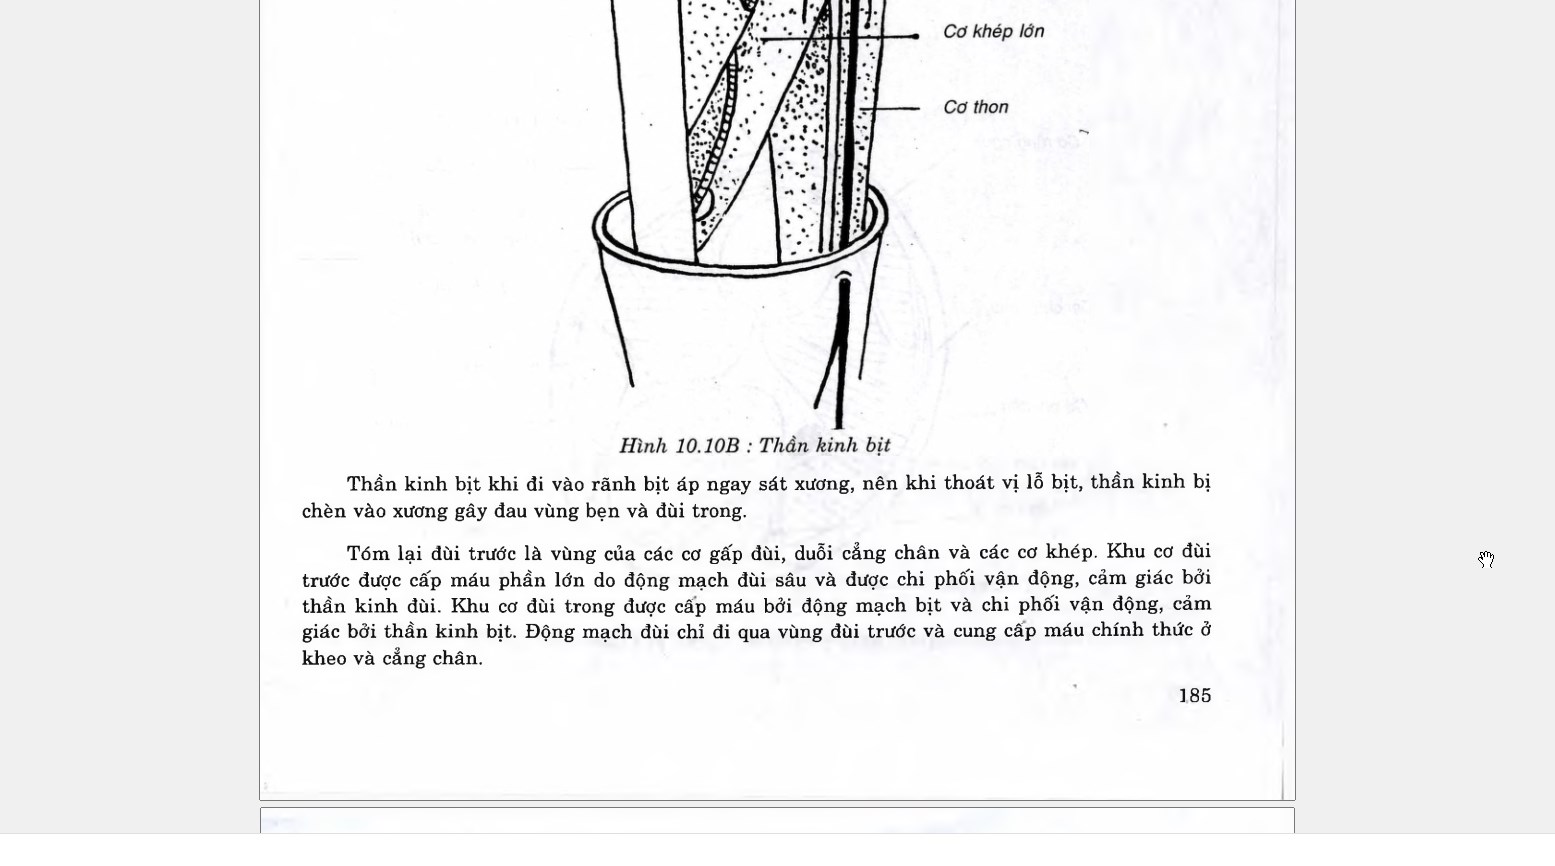 Cơ khép lớn
Cơ thon
Hình 10.10B : Thần kinh bịt
Thần kinh bịt khi đi vào rãnh bịt áp ngay sát xương, nên khi thoát vị lỗ bịt, thần kinh bị
chèn vào xương gây đau vùng bẹn và đùi trong.
Tóm lại đùi trước là vùng của các cơ gấp đùi, duỗi cẳng chân và các cơ khép. Khu cơ đùi
trước được cấp máu phần lớn do động mạch đùi sâu và được chi phối vận động, cảm giác bởi
thần kinh đùi. Khu cơ đùi trong được cấp máu bởi động mạch bịt và chi phối vận động, cảm
giác bởi thần kinh bịt. Động mạch đùi chỉ đi qua vùng đùi trước và cung cấp máu chính thức ở
kheo và cẳng chân.
185